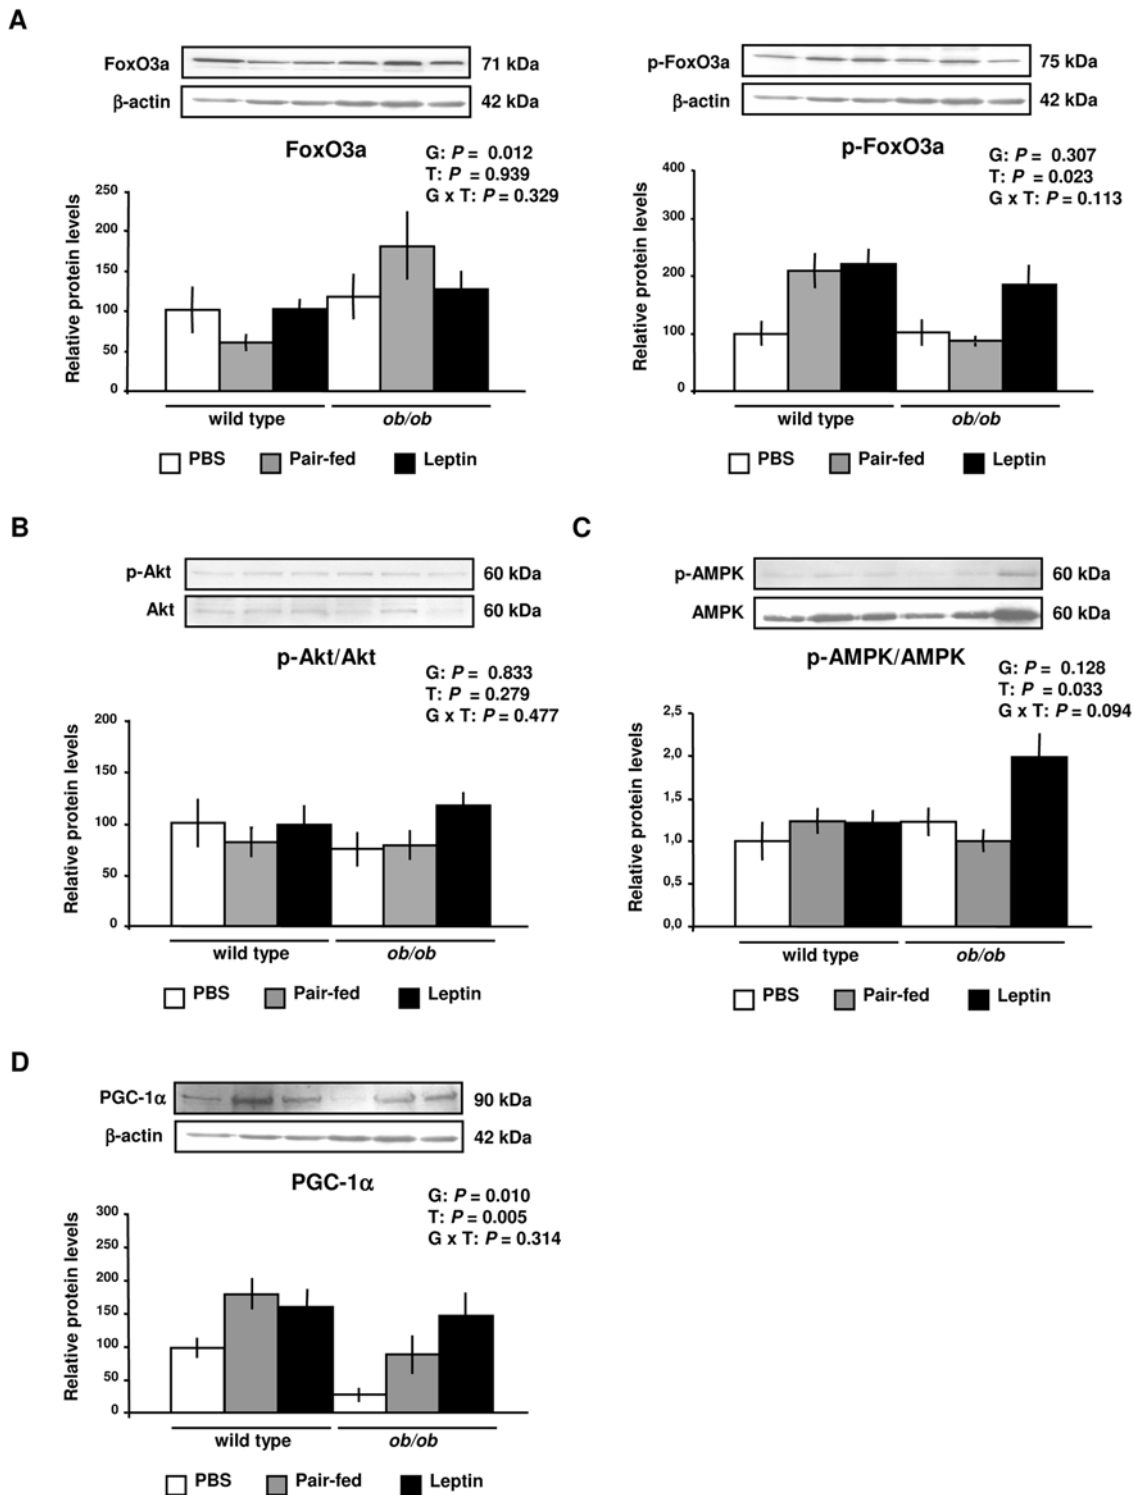 A
FoxO3a 71 kDa
β-actin 42 kDa
FoxO3a
G: P = 0.012
T: P = 0.939
G x T: P = 0.329
Relative protein levels
250
200
150
100
50
0
wild type ob/ob
PBS Pair-fed Leptin
p-FoxO3a 75 kDa
β-actin 42 kDa
p-FoxO3a
G: P = 0.307
T: P = 0.023
G x T: P = 0.113
Relative protein levels
400
300
200
100
0
wild type ob/ob
PBS Pair-fed Leptin
B
p-Akt 60 kDa
Akt 60 kDa
p-Akt/Akt
G: P = 0.833
T: P = 0.279
G x T: P = 0.477
Relative protein levels
200
150
100
50
0
wild type ob/ob
PBS Pair-fed Leptin
C
p-AMPK 60 kDa
AMPK 60 kDa
p-AMPK/AMPK
G: P = 0.128
T: P = 0.033
G x T: P = 0.094
Relative protein levels
2,5
2,0
1,5
1,0
0,5
0,0
wild type ob/ob
PBS Pair-fed Leptin
D
PGC-1α 90 kDa
β-actin 42 kDa
PGC-1α
G: P = 0.010
T: P = 0.005
G x T: P = 0.314
Relative protein levels
300
250
200
150
100
50
0
wild type ob/ob
PBS Pair-fed Leptin